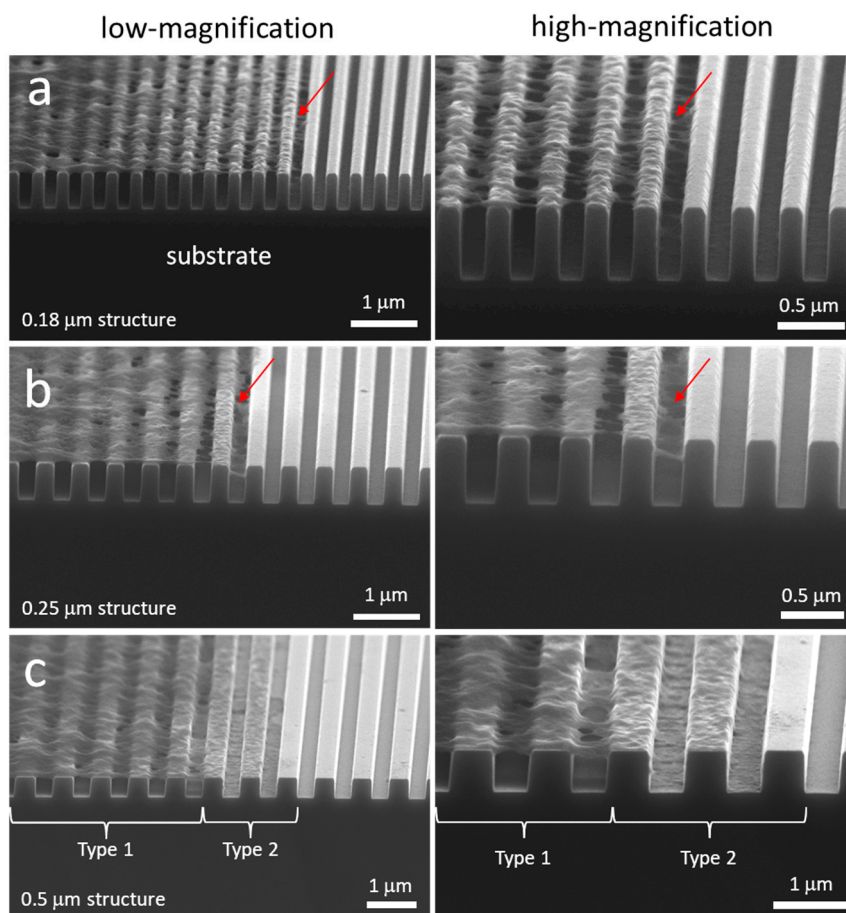 low-magnification
high-magnification
a
substrate
0.18 μm structure
1 μm
0.5 μm
b
0.25 μm structure
1 μm
0.5 μm
c
Type 1
Type 2
0.5 μm structure
1 μm
Type 1
Type 2
1 μm